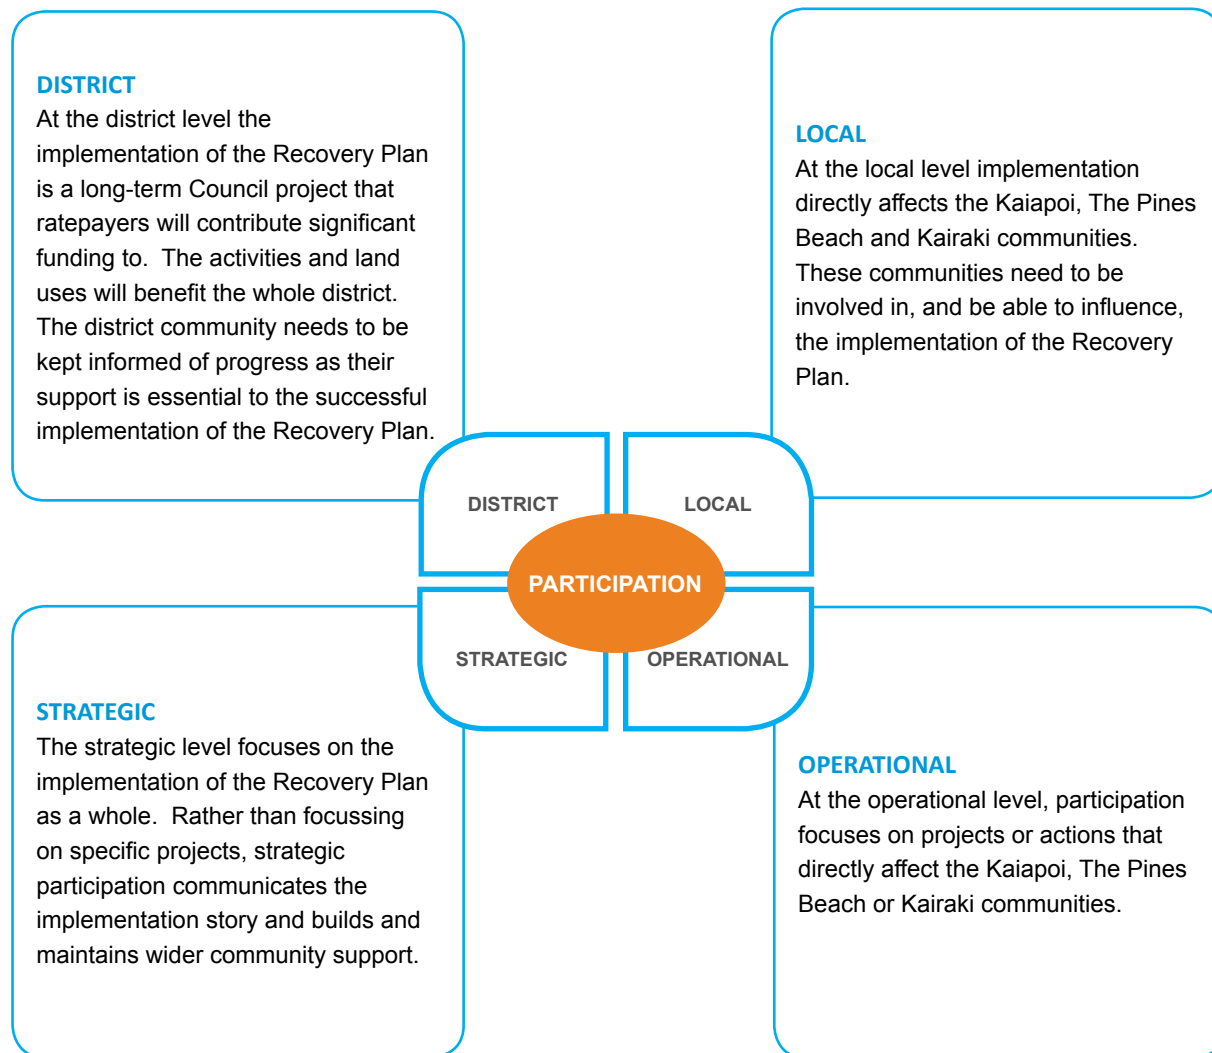 DISTRICT
At the district level the
implementation of the Recovery Plan
is a long-term Council project that
ratepayers will contribute significant
funding to.  The activities and land
uses will benefit the whole district.
The district community needs to be
kept informed of progress as their
support is essential to the successful
implementation of the Recovery Plan.
LOCAL
At the local level implementation
directly affects the Kaiapoi, The Pines
Beach and Kairaki communities.
These communities need to be
involved in, and be able to influence,
the implementation of the Recovery
Plan.
DISTRICT
LOCAL
PARTICIPATION
STRATEGIC
OPERATIONAL
STRATEGIC
The strategic level focuses on the
implementation of the Recovery Plan
as a whole.  Rather than focussing
on specific projects, strategic
participation communicates the
implementation story and builds and
maintains wider community support.
OPERATIONAL
At the operational level, participation
focuses on projects or actions that
directly affect the Kaiapoi, The Pines
Beach or Kairaki communities.